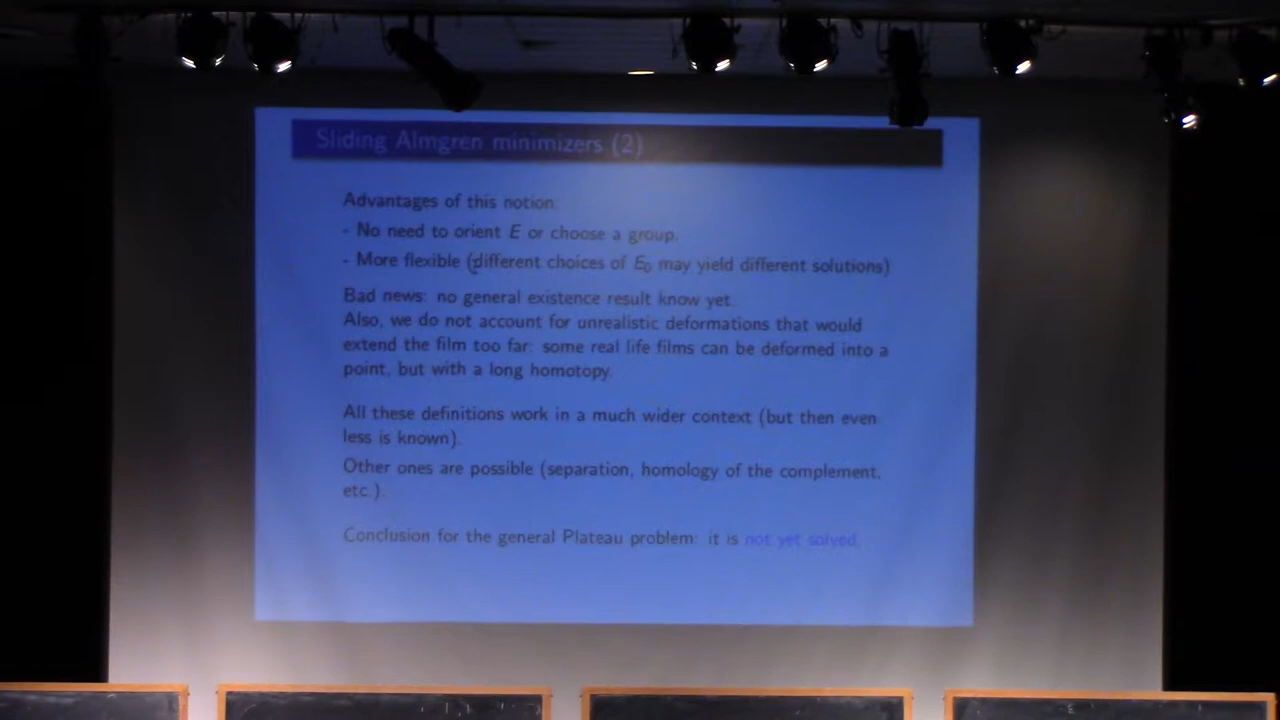 Sliding Almgren minimizers (2)
Advantages of this notion:
- No need to orient E or choose a group.
- More flexible (different choices of E₀ may yield different solutions)
Bad news: no general existence result know yet.
Also, we do not account for unrealistic deformations that would
extend the film too far: some real life films can be deformed into a
point, but with a long homotopy.
All these definitions work in a much wider context (but then even
less is known).
Other ones are possible (separation, homology of the complement,
etc.).
Conclusion for the general Plateau problem: it is not yet solved.